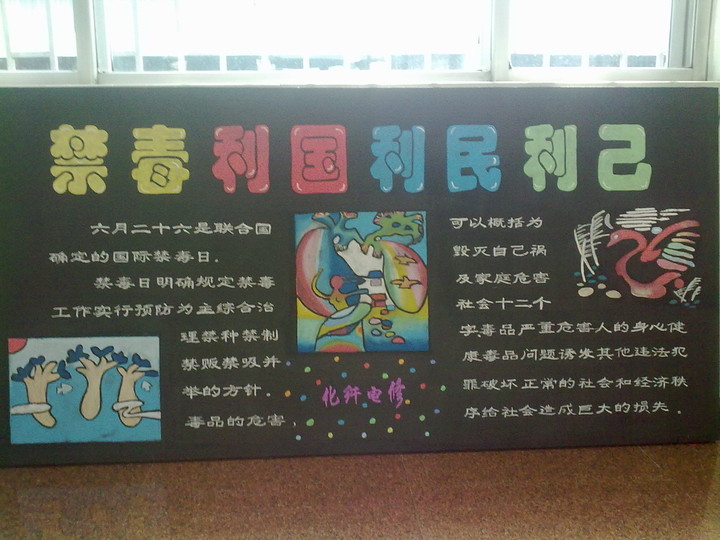 禁毒利国利民利己
六月二十六是联合国
确定的国际禁毒日.
禁毒日明确规定禁毒
工作实行预防为主综合治
理禁种禁制
禁贩禁吸并
举的方针.
毒品的危害,
化纤电修
可以概括为
毁灭自己祸
及家庭危害
社会十二个
字,毒品严重危害人的身心健
康毒品问题诱发其他违法犯
罪破坏正常的社会和经济秩
序给社会造成巨大的损失.